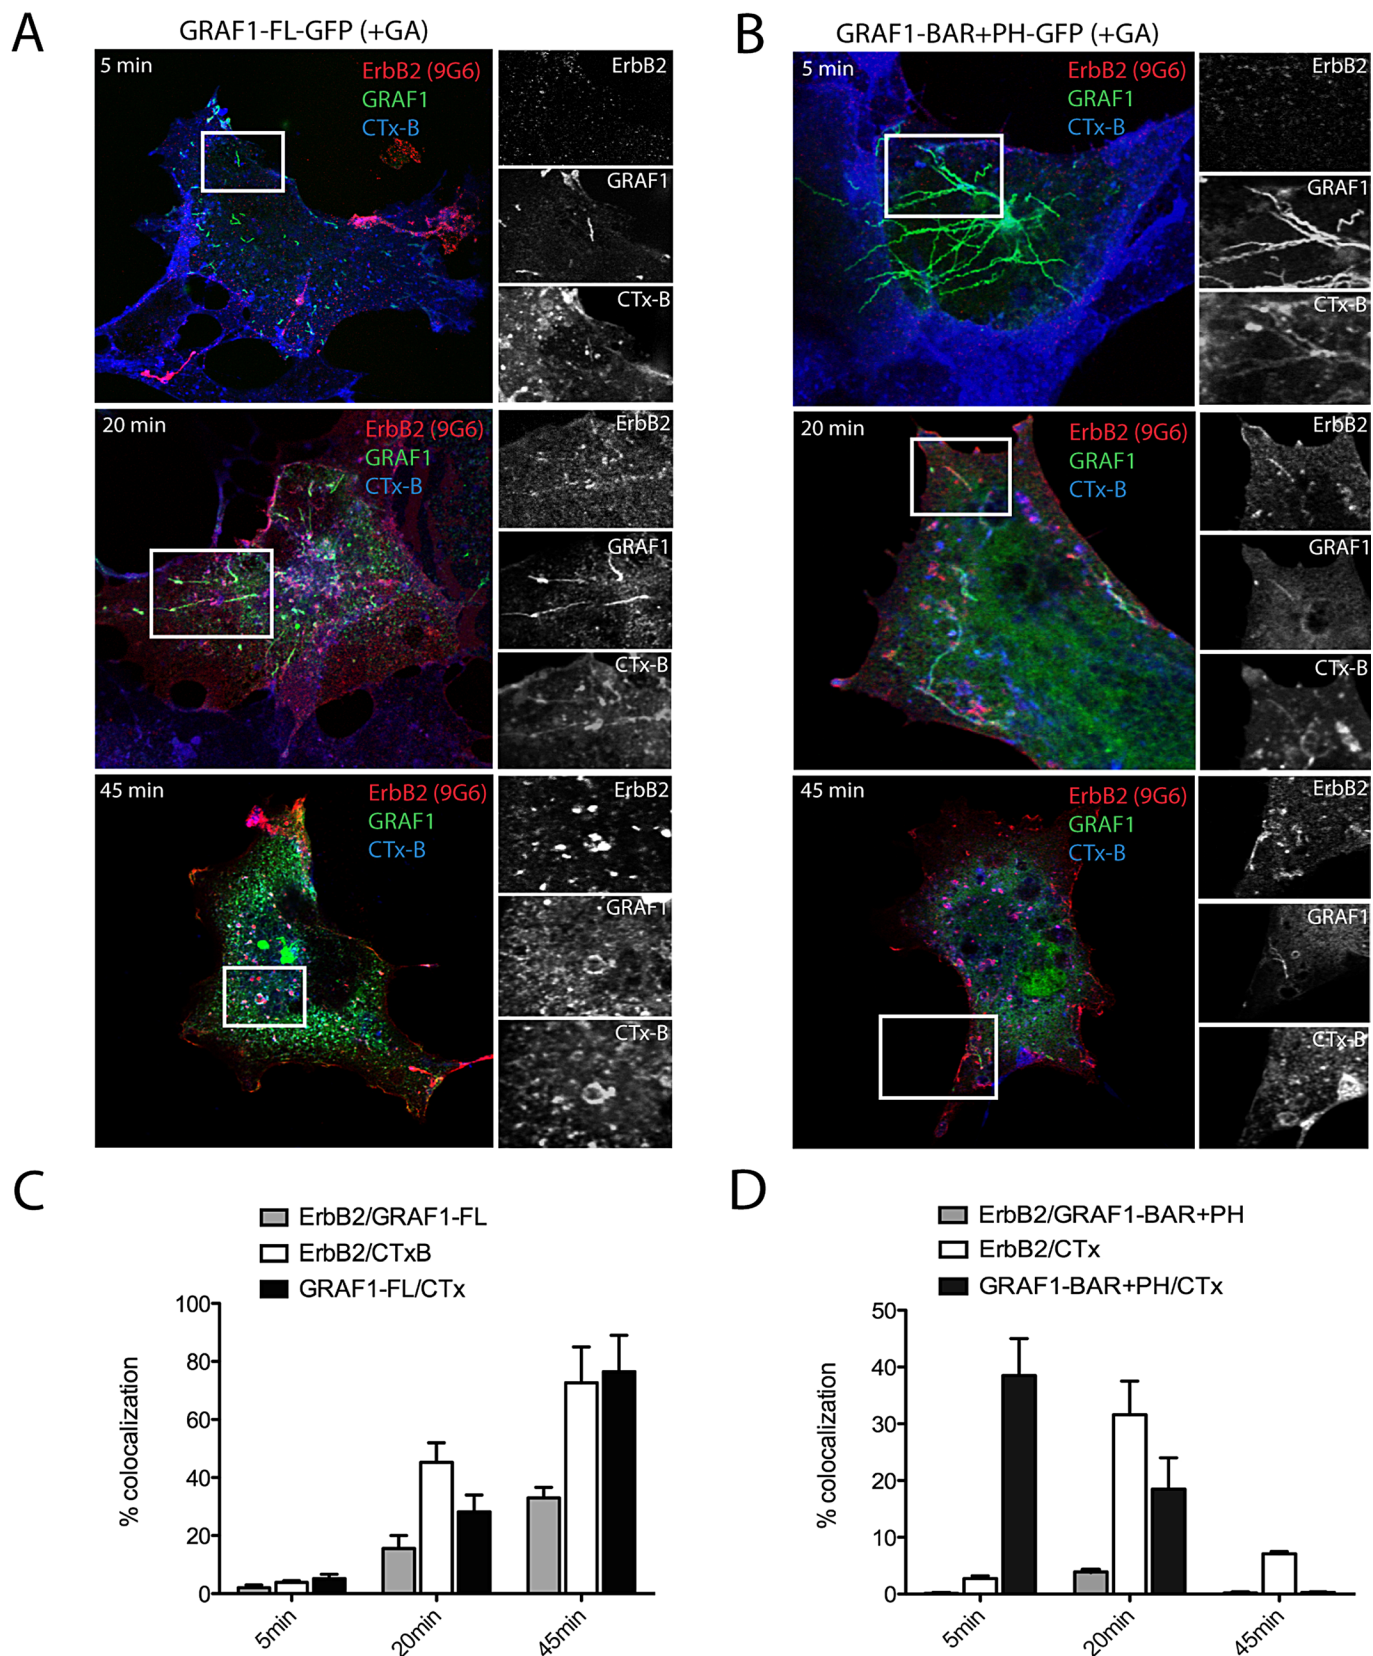 A
GRAF1-FL-GFP (+GA)
5 min
ErbB2 (9G6)
GRAF1
CTx-B
ErbB2
GRAF1
CTx-B
20 min
ErbB2 (9G6)
GRAF1
CTx-B
ErbB2
GRAF1
CTx-B
45 min
ErbB2 (9G6)
GRAF1
CTx-B
ErbB2
GRAF1
CTx-B
B
GRAF1-BAR+PH-GFP (+GA)
5 min
ErbB2 (9G6)
GRAF1
CTx-B
ErbB2
GRAF1
CTx-B
20 min
ErbB2 (9G6)
GRAF1
CTx-B
ErbB2
GRAF1
CTx-B
45 min
ErbB2 (9G6)
GRAF1
CTx-B
ErbB2
GRAF1
CTx-B
C
ErbB2/GRAF1-FL
ErbB2/CTxB
GRAF1-FL/CTx
% colocalization
100
80
60
40
20
0
5min
20min
45min
D
ErbB2/GRAF1-BAR+PH
ErbB2/CTx
GRAF1-BAR+PH/CTx
% colocalization
50
40
30
20
10
0
5min
20min
45min